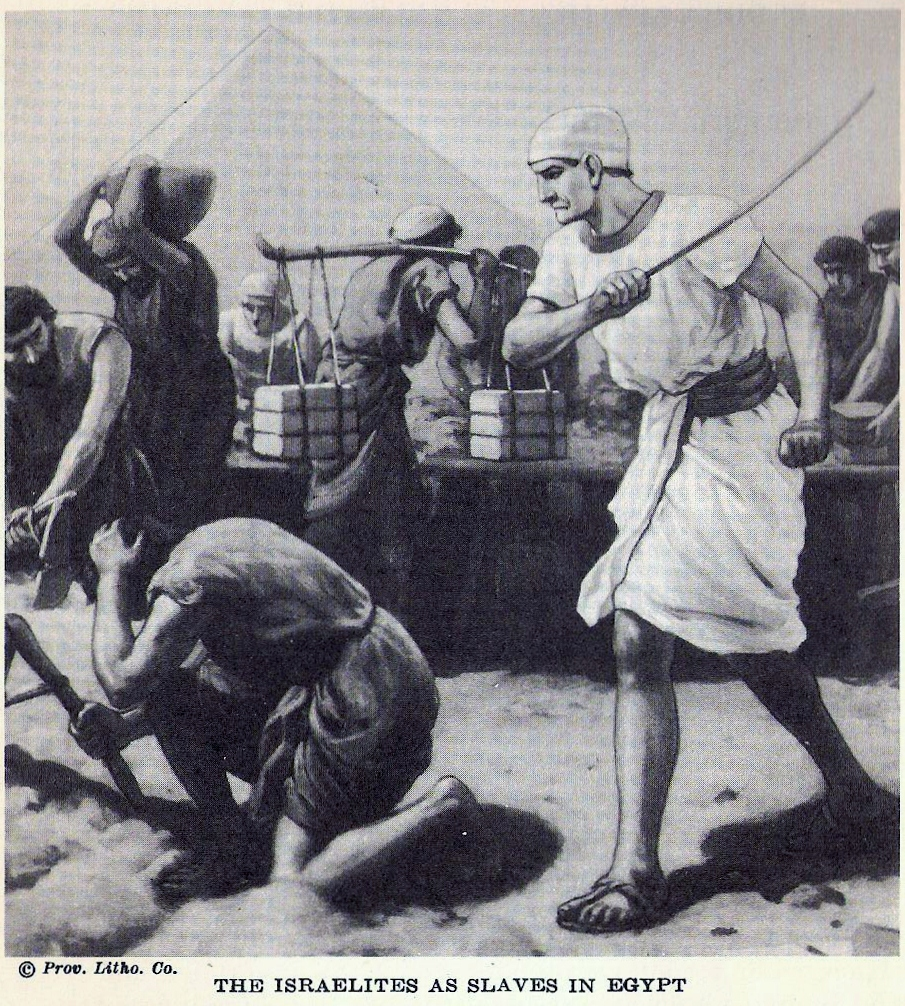 © Prov. Litho. Co.
THE ISRAELITES AS SLAVES IN EGYPT